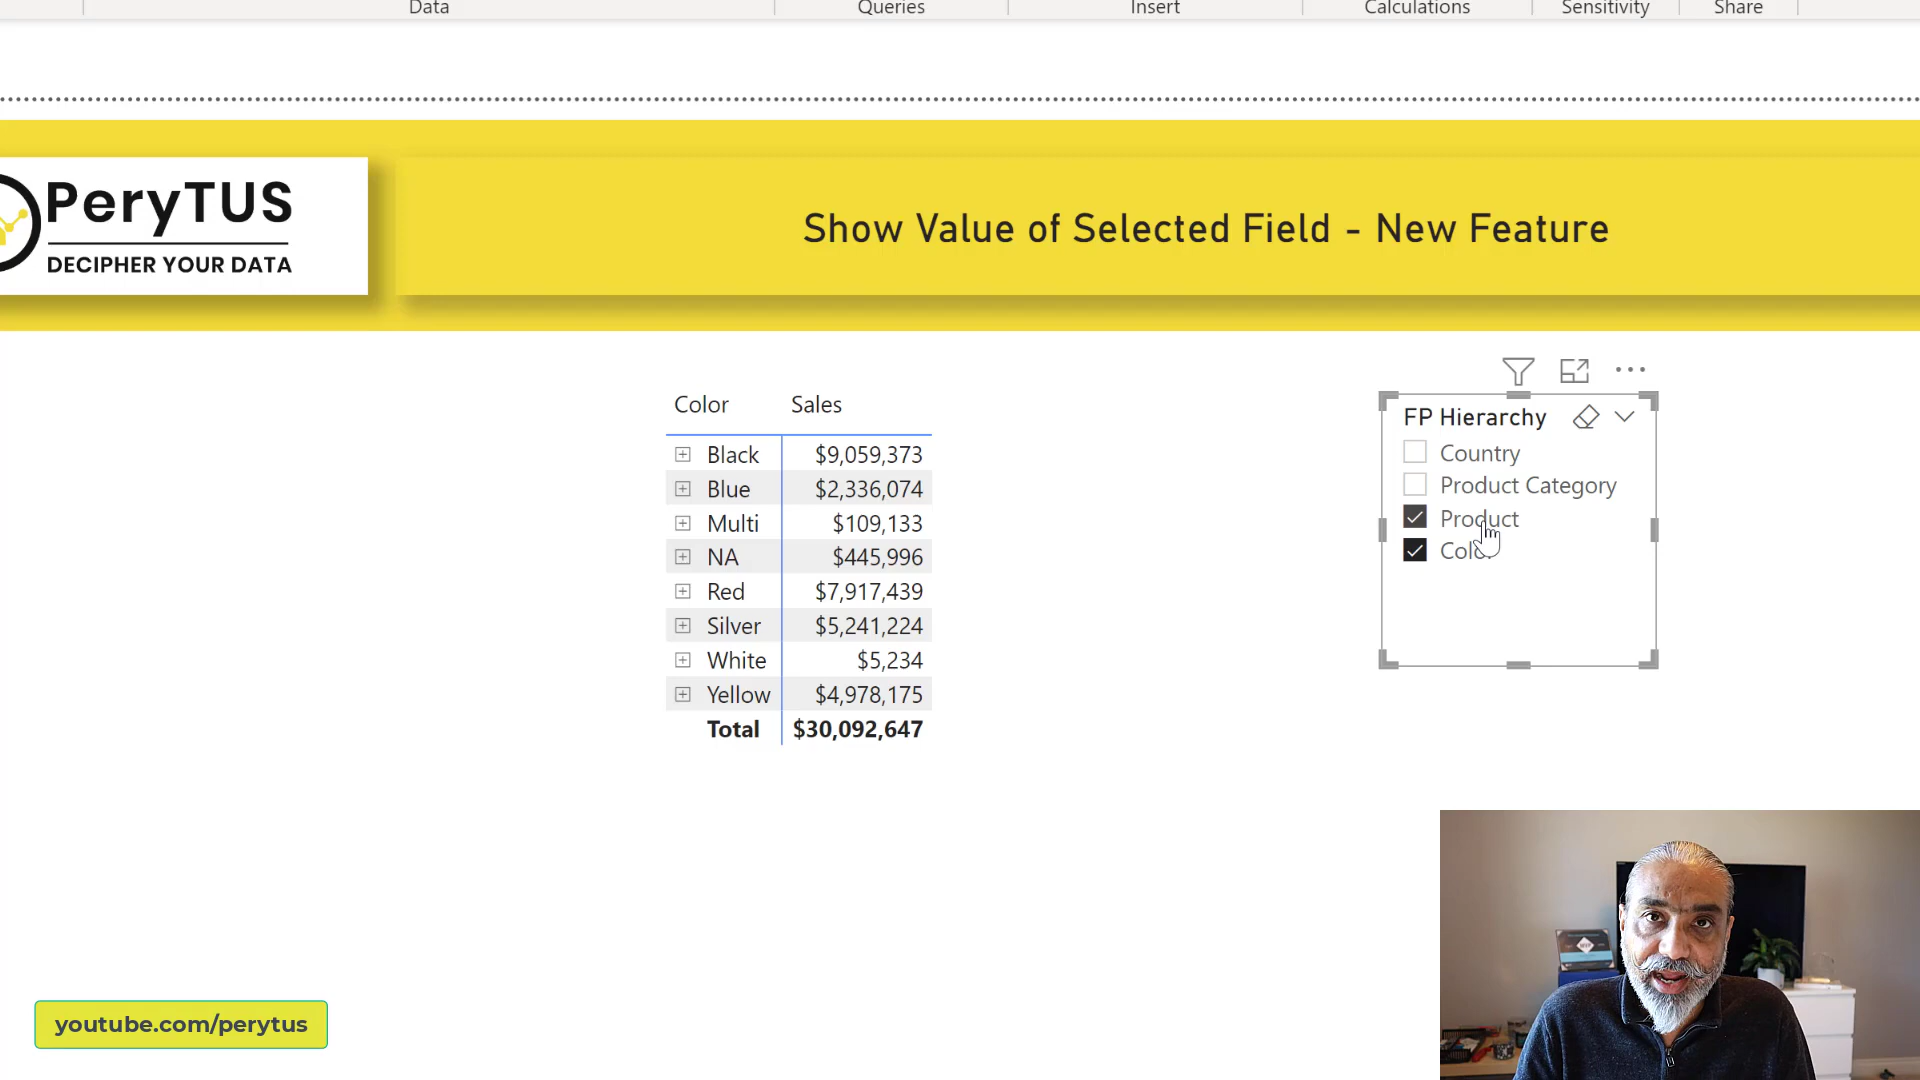 Data Queries Insert Calculations Sensitivity Share
PeryTUS
DECIPHER YOUR DATA
Show Value of Selected Field - New Feature
Color Sales
Black $9,059,373
Blue $2,336,074
Multi $109,133
NA $445,996
Red $7,917,439
Silver $5,241,224
White $5,234
Yellow $4,978,175
Total $30,092,647
FP Hierarchy
Country
Product Category
Product
Color
youtube.com/perytus